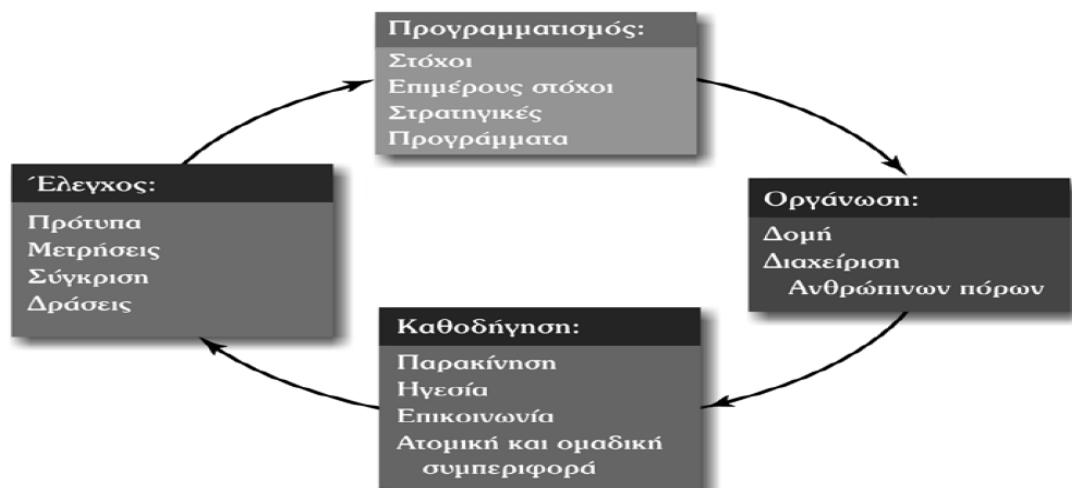 Προγραμματισμός:
Στόχοι
Επιμέρους στόχοι
Στρατηγικές
Προγράμματα
Οργάνωση:
Δομή
Διαχείριση
Ανθρώπινων πόρων
Καθοδήγηση:
Παρακίνηση
Ηγεσία
Επικοινωνία
Ατομική και ομαδική
συμπεριφορά
Έλεγχος:
Πρότυπα
Μετρήσεις
Σύγκριση
Δράσεις